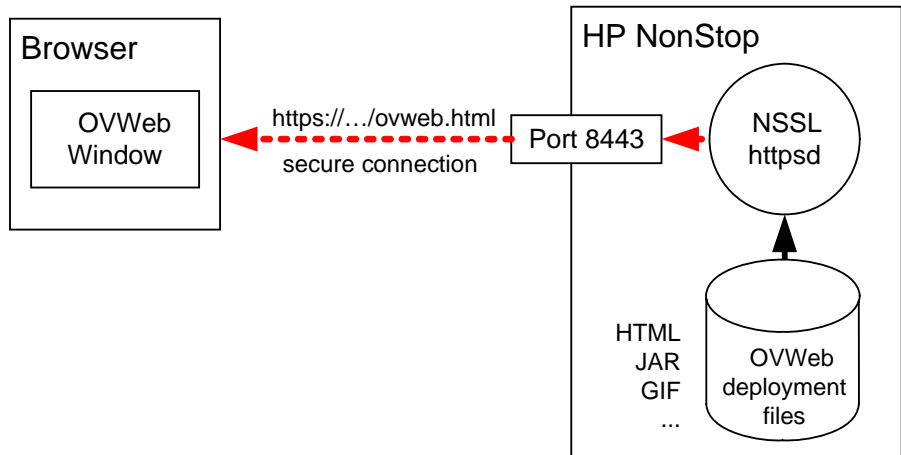 Browser
OVWeb
Window
https://…/ovweb.html
secure connection
HP NonStop
Port 8443
NSSL
httpsd
HTML
JAR
GIF
...
OVWeb
deployment
files